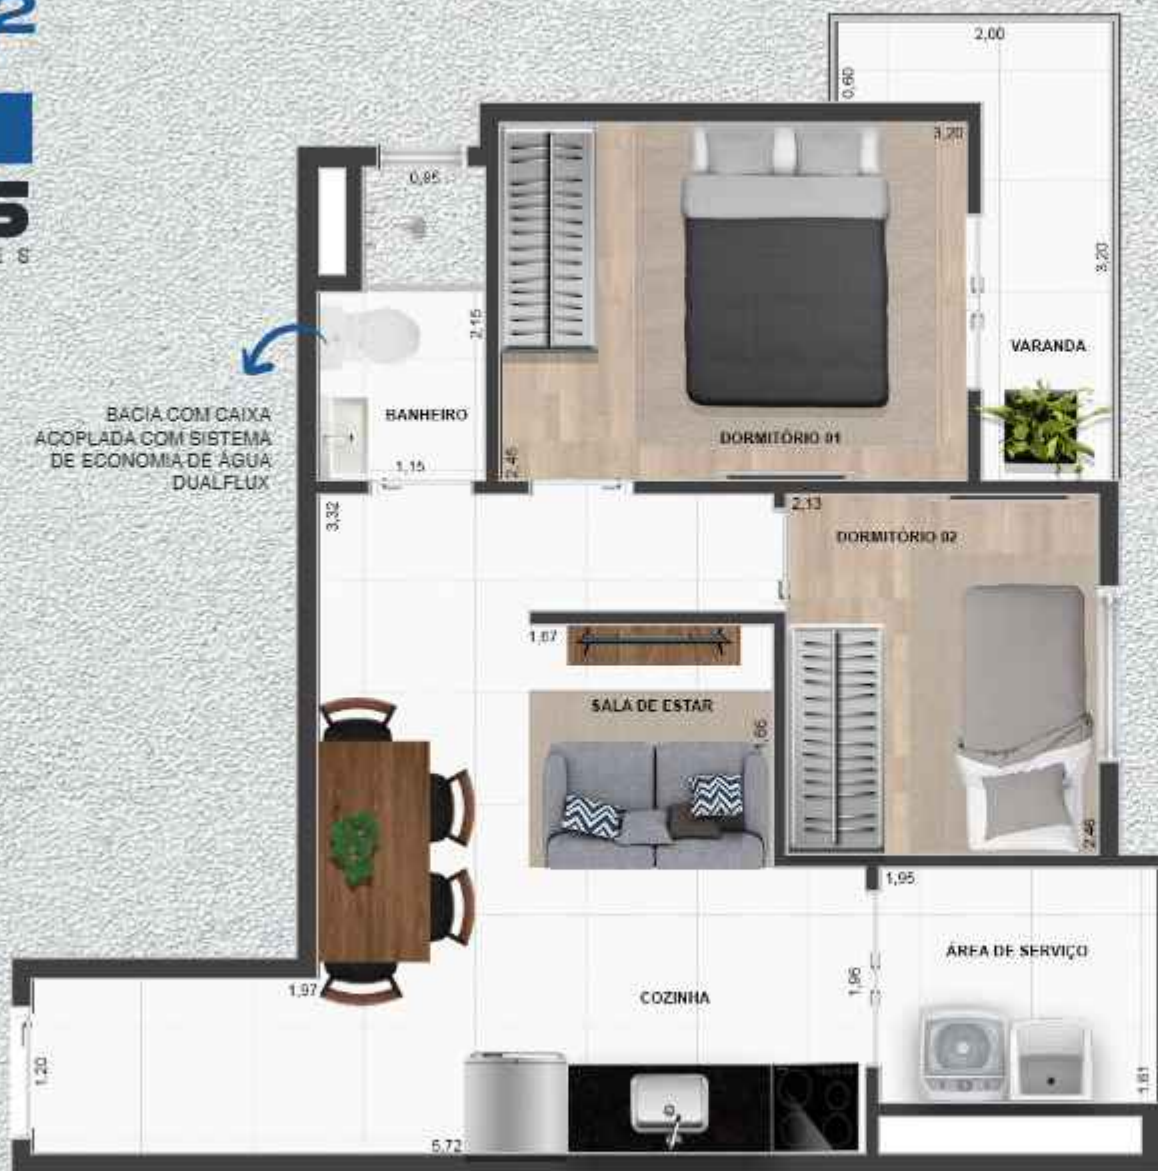 2
S
2,00
0,60
3,20
0,85
3,20
2,15
VARANDA
BACIA COM CAIXA
ACOPLADA COM SISTEMA
DE ECONOMIA DE ÁGUA
DUALFLUX
BANHEIRO
DORMITÓRIO 01
1,15
2,45
3,32
2,13
DORMITÓRIO 02
1,67
SALA DE ESTAR
1,66
2,46
1,95
ÁREA DE SERVIÇO
1,97
COZINHA
1,96
1,20
1,61
5,72